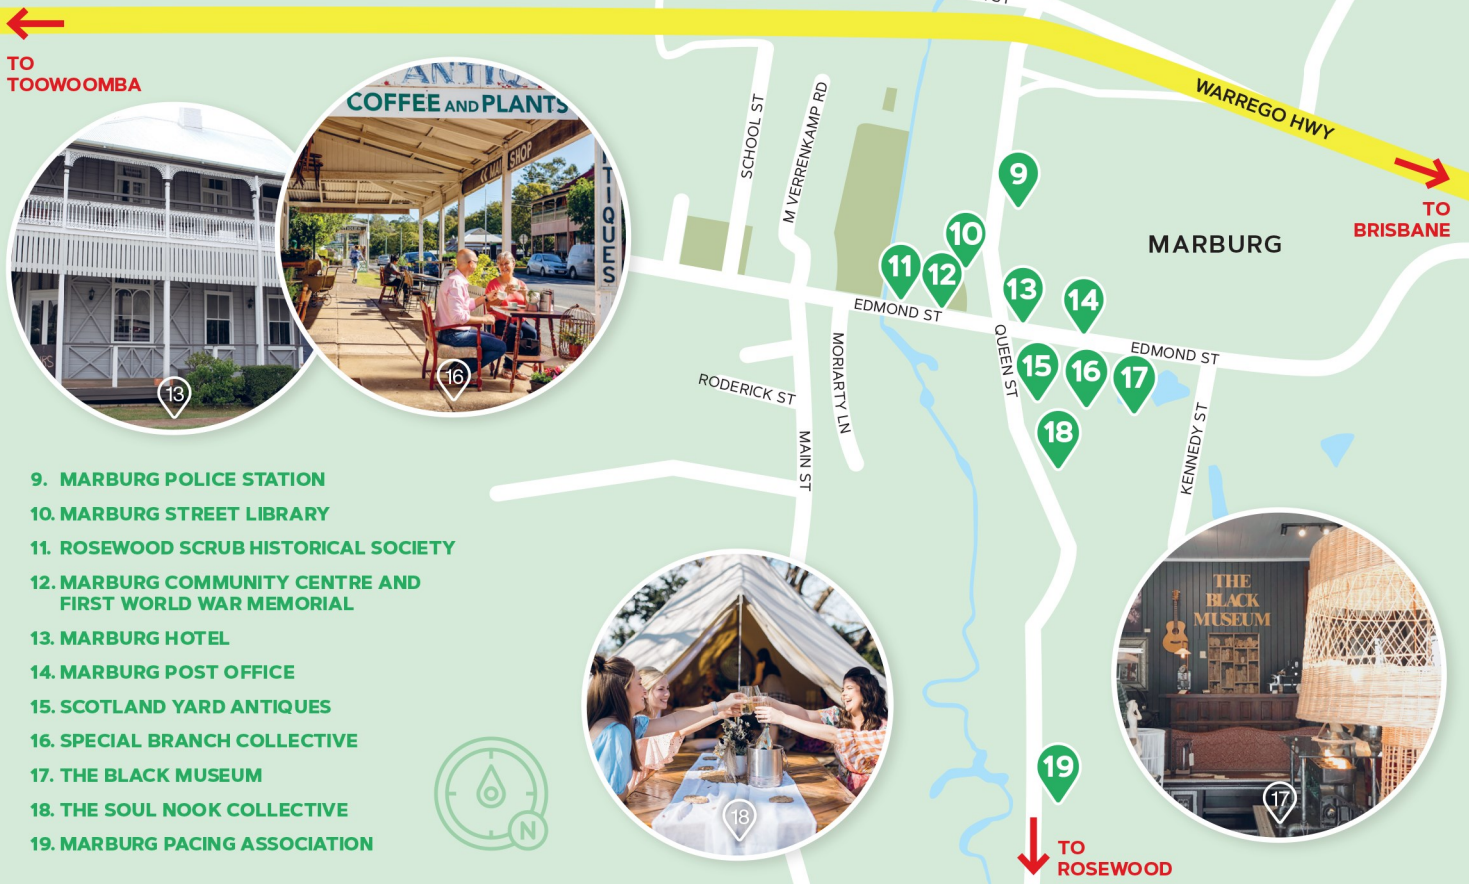 TO
TOOWOOMBA
WARREGO HWY
TO
BRISBANE
MARBURG
SCHOOL ST
M VERRENKAMP RD
EDMOND ST
EDMOND ST
QUEEN ST
MORIARTY LN
RODERICK ST
MAIN ST
KENNEDY ST
9
10
11
12
13
14
15
16
17
18
19
TO
ROSEWOOD
13
COFFEE AND PLANTS
SHOP
TIQUES
16
9. MARBURG POLICE STATION
10. MARBURG STREET LIBRARY
11. ROSEWOOD SCRUB HISTORICAL SOCIETY
12. MARBURG COMMUNITY CENTRE AND
FIRST WORLD WAR MEMORIAL
13. MARBURG HOTEL
14. MARBURG POST OFFICE
15. SCOTLAND YARD ANTIQUES
16. SPECIAL BRANCH COLLECTIVE
17. THE BLACK MUSEUM
18. THE SOUL NOOK COLLECTIVE
19. MARBURG PACING ASSOCIATION
N
18
THE
BLACK
MUSEUM
17